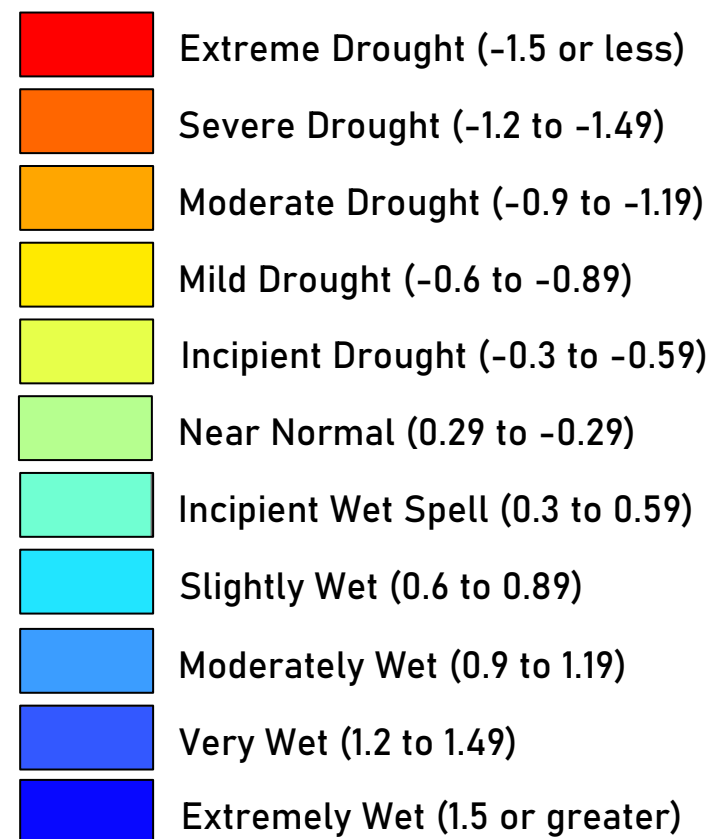 Extreme Drought (-1.5 or less)
Severe Drought (-1.2 to -1.49)
Moderate Drought (-0.9 to -1.19)
Mild Drought (-0.6 to -0.89)
Incipient Drought (-0.3 to -0.59)
Near Normal (0.29 to -0.29)
Incipient Wet Spell (0.3 to 0.59)
Slightly Wet (0.6 to 0.89)
Moderately Wet (0.9 to 1.19)
Very Wet (1.2 to 1.49)
Extremely Wet (1.5 or greater)